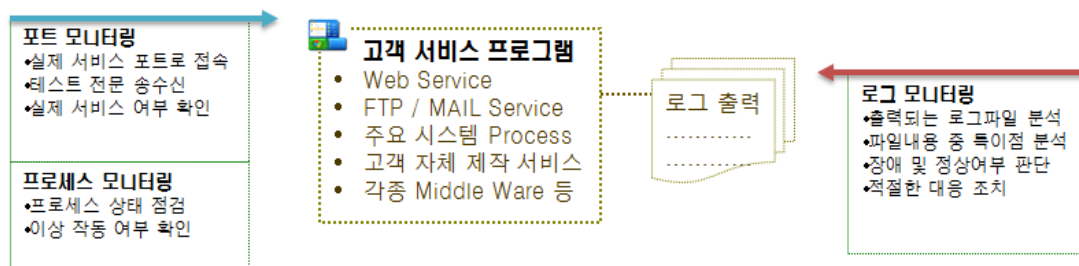 포트 모니터링
•실제 서비스 포트로 접속
•테스트 전문 송수신
•실제 서비스 여부 확인
프로세스 모니터링
•프로세스 상태 점검
•이상 작동 여부 확인
고객 서비스 프로그램
• Web Service
• FTP / MAIL Service
• 주요 시스템 Process
• 고객 자체 제작 서비스
• 각종 Middle Ware 등
로그 출력
...........
...........
로그 모니터링
•출력되는 로그파일 분석
•파일내용 중 특이점 분석
•장애 및 정상여부 판단
•적절한 대응 조치